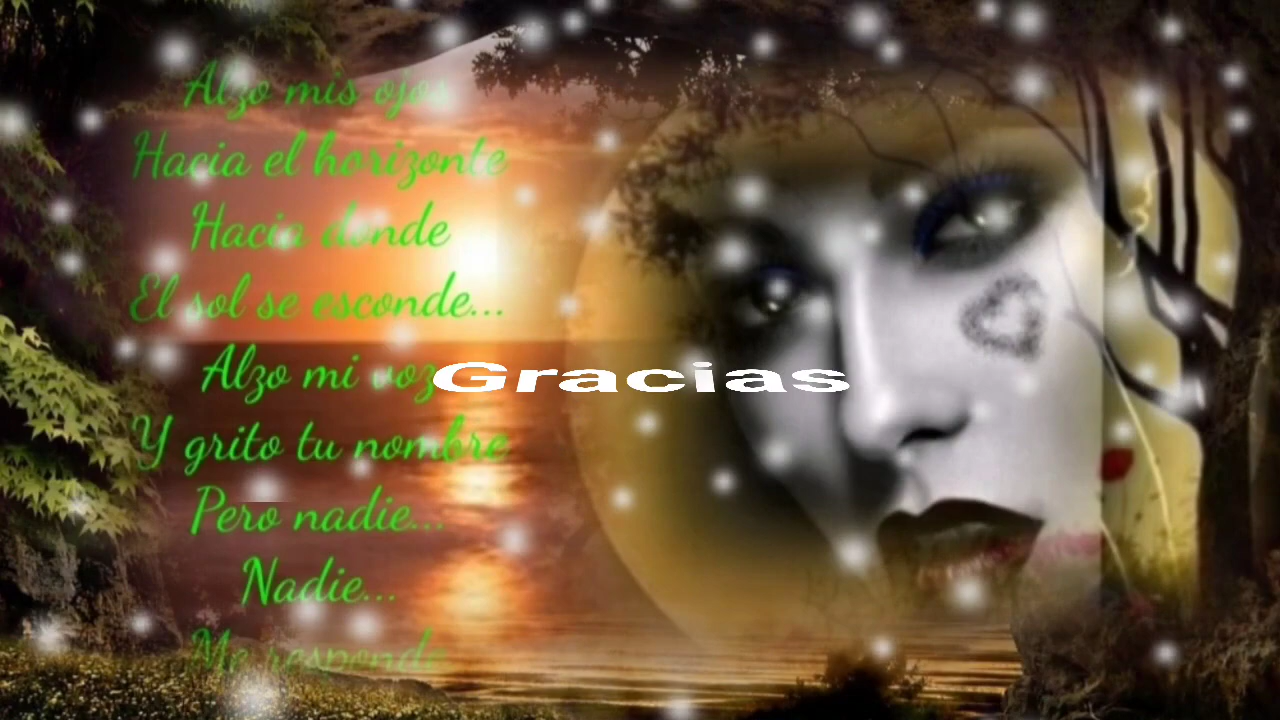 Alzo mis ojos
Hacia el horizonte
Hacia donde
El sol se esconde...
Alzo mi voz
Gracias
Y grito tu nombre
Pero nadie...
Nadie...
Me responde